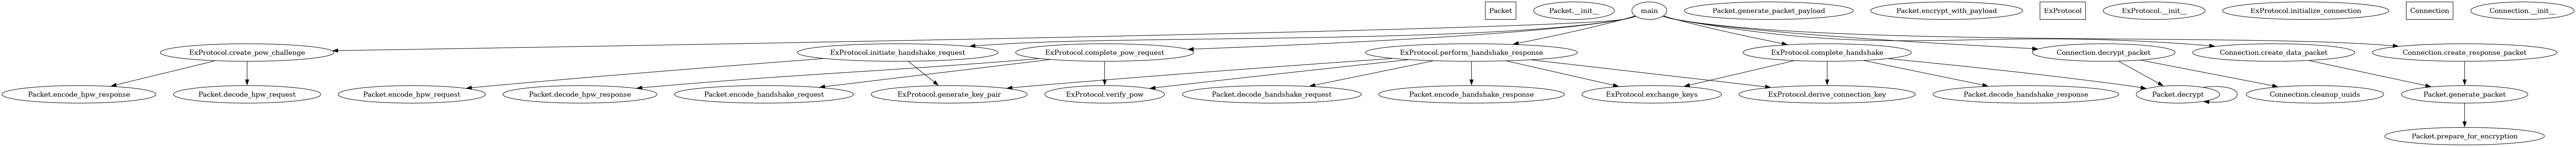 Packet
Packet.__init__
main
Packet.generate_packet_payload
Packet.encrypt_with_payload
ExProtocol
ExProtocol.__init__
ExProtocol.initialize_connection
Connection
Connection.__init__
ExProtocol.create_pow_challenge
ExProtocol.initiate_handshake_request
ExProtocol.complete_pow_request
ExProtocol.perform_handshake_response
ExProtocol.complete_handshake
Connection.decrypt_packet
Connection.create_data_packet
Connection.create_response_packet
Packet.encode_hpw_response
Packet.decode_hpw_request
Packet.encode_hpw_request
Packet.decode_hpw_response
Packet.encode_handshake_request
ExProtocol.generate_key_pair
ExProtocol.verify_pow
Packet.decode_handshake_request
Packet.encode_handshake_response
ExProtocol.exchange_keys
ExProtocol.derive_connection_key
Packet.decode_handshake_response
Packet.decrypt
Connection.cleanup_uuids
Packet.generate_packet
Packet.prepare_for_encryption